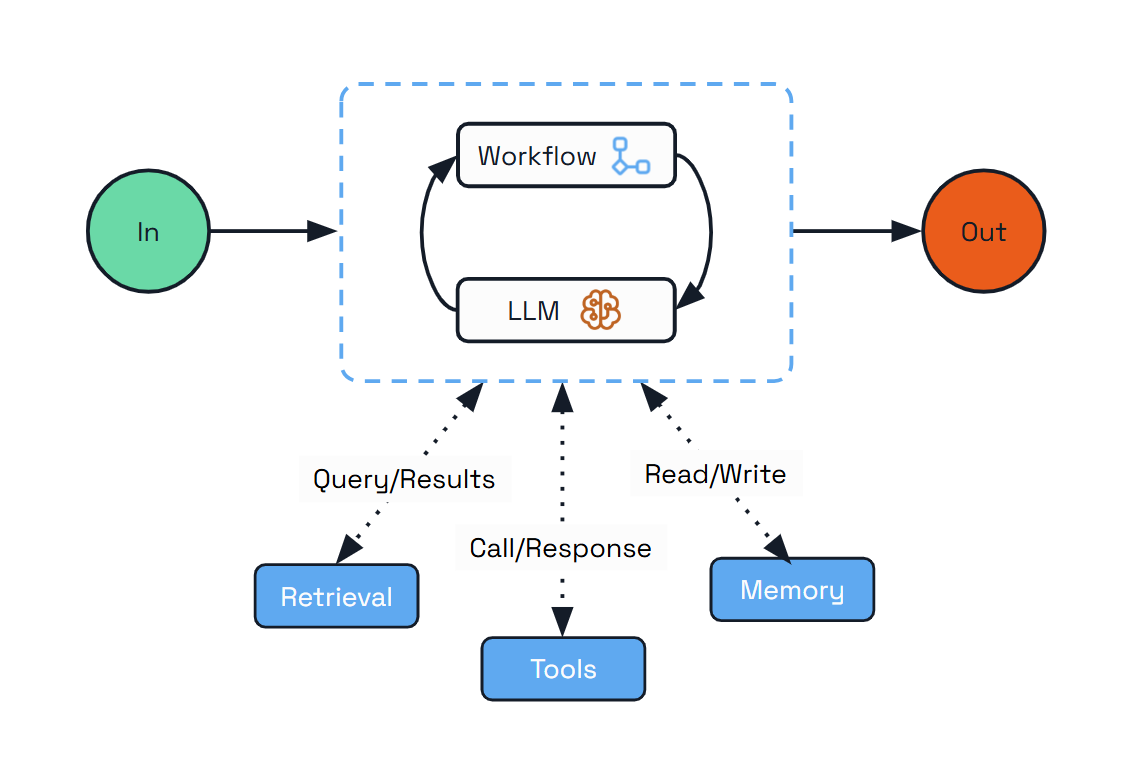 Workflow
In
Out
LLM
Query/Results
Read/Write
Call/Response
Retrieval
Memory
Tools